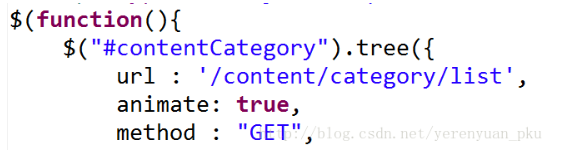 $(function(){
$("#contentCategory").tree({
url : '/content/category/list',
animate: true,
method : "GET",
http://blog.csdn.net/yerenyuan_pku